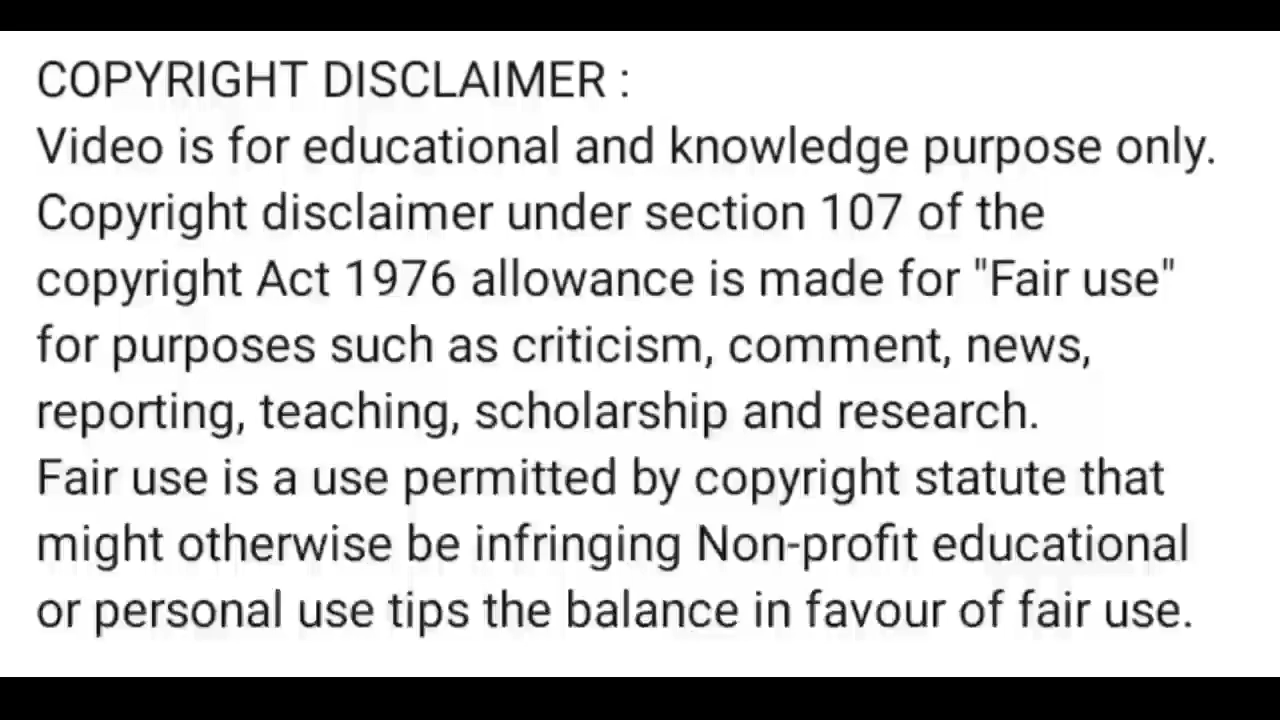 COPYRIGHT DISCLAIMER :
Video is for educational and knowledge purpose only.
Copyright disclaimer under section 107 of the
copyright Act 1976 allowance is made for "Fair use"
for purposes such as criticism, comment, news,
reporting, teaching, scholarship and research.
Fair use is a use permitted by copyright statute that
might otherwise be infringing Non-profit educational
or personal use tips the balance in favour of fair use.